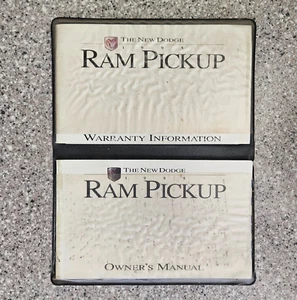 THE NEW DODGE
RAM PICKUP
WARRANTY INFORMATION
THE NEW DODGE
RAM PICKUP
OWNER'S MANUAL